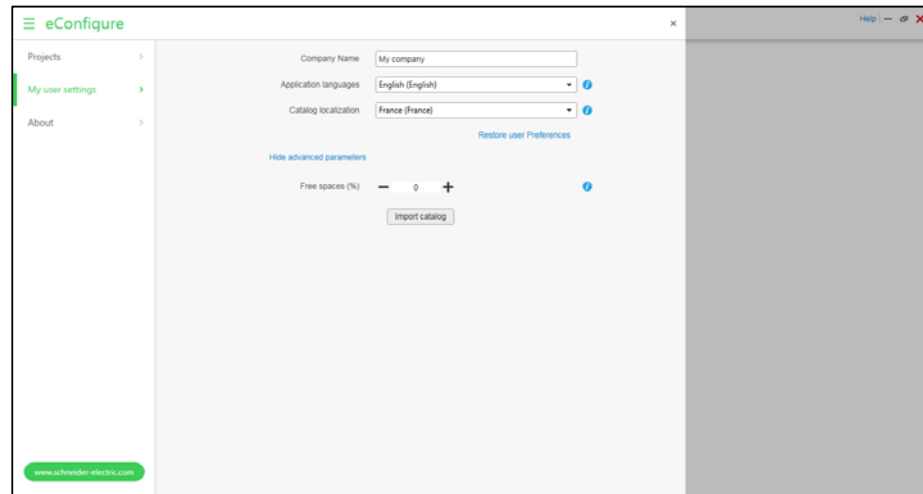 eConfigure
Help
Projects
My user settings
About
Company Name My company
Application languages English (English)
Catalog localization France (France)
Restore user Preferences
Hide advanced parameters
Free spaces (%) 0
Import catalog
www.schneider-electric.com